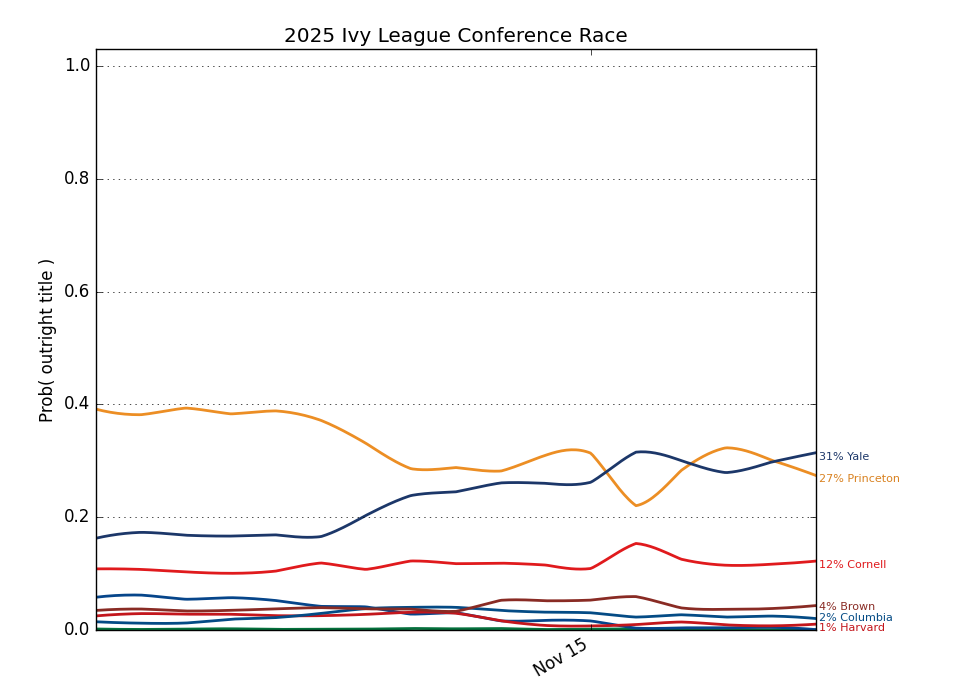 2025 Ivy League Conference Race
Prob( outright title )
1.0
0.8
0.6
0.4
0.2
0.0
31% Yale
27% Princeton
12% Cornell
4% Brown
2% Columbia
1% Harvard
Nov 15